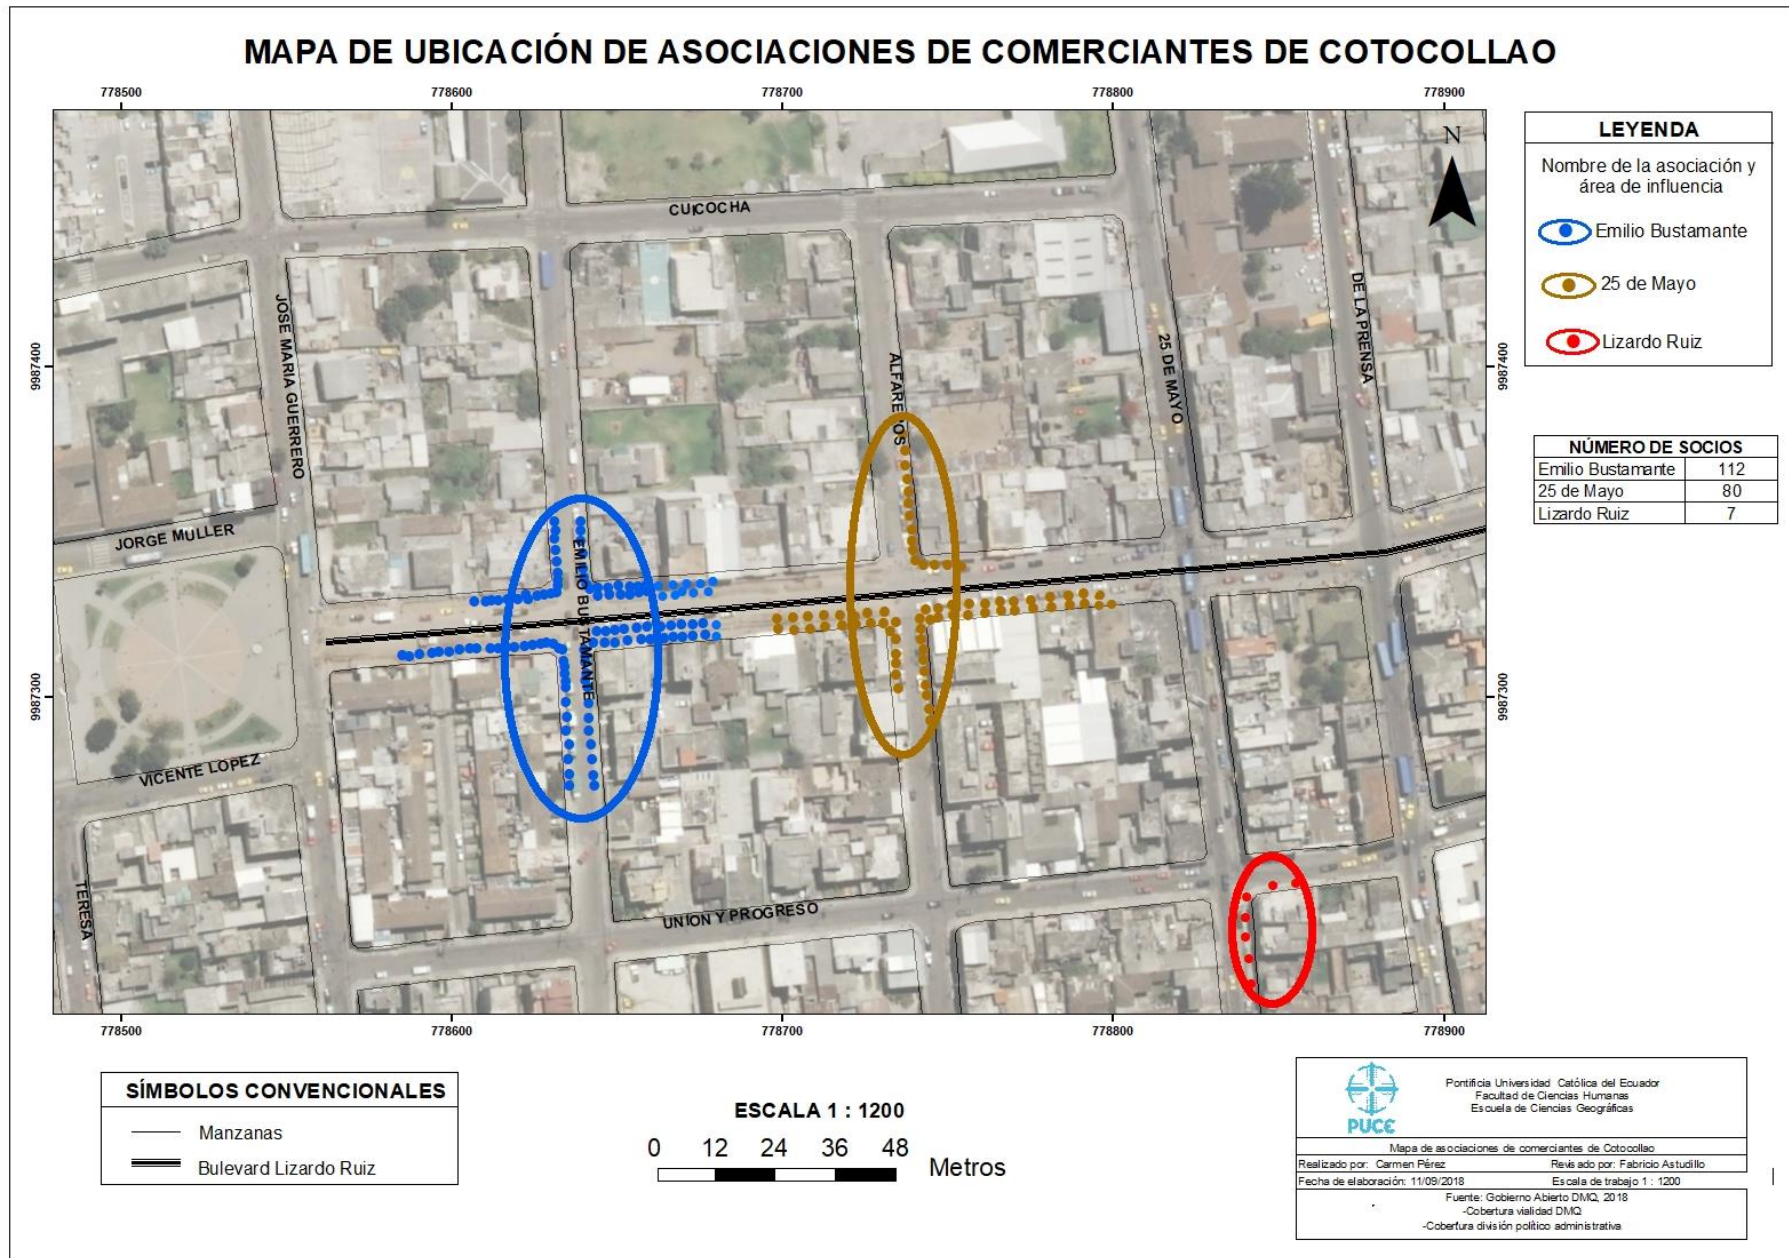 MAPA DE UBICACIÓN DE ASOCIACIONES DE COMERCIANTES DE COTOCOLLAO
778500
778600
778700
778800
778900
LEYENDA
Nombre de la asociación y
área de influencia
Emilio Bustamante
25 de Mayo
Lizardo Ruiz
N
CUICOCHA
JOSE MARIA GUERRERO
ALFAREROS
25 DE MAYO
DE LA PRENSA
9987400
9987400
NÚMERO DE SOCIOS
Emilio Bustamante 112
25 de Mayo 80
Lizardo Ruiz 7
JORGE MULLER
EMILIO BUSTAMANTE
9987300
9987300
VICENTE LOPEZ
TERESA
UNION Y PROGRESO
778500
778600
778700
778800
778900
SÍMBOLOS CONVENCIONALES
Manzanas
Bulevard Lizardo Ruiz
ESCALA 1 : 1200
0 12 24 36 48
Metros
PUCE
Pontificia Universidad Católica del Ecuador
Facultad de Ciencias Humanas
Escuela de Ciencias Geográficas
Mapa de asociaciones de comerciantes de Cotocollao
Realizado por: Carmen Pérez Revisado por: Fabricio Astudillo
Fecha de elaboración: 11/09/2018 Escala de trabajo 1 : 1200
Fuente: Gobierno Abierto DMQ, 2018
-Cobertura vialidad DMQ
-Cobertura división político administrativa